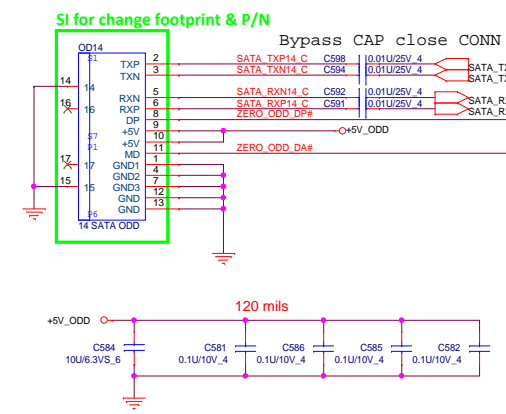 SI for change footprint & P/N
Bypass CAP close CONN
OD14
S1
TXP 2 SATA_TXP14_C C598 0.01U/25V_4 SATA_TX
TXN 3 SATA_TXN14_C C594 0.01U/25V_4 SATA_TX
14 14
RXN 5 SATA_RXN14_C C592 0.01U/25V_4 SATA_R
16 16 RXP 6 SATA_RXP14_C C591 0.01U/25V_4 SATA_R
DP 8 ZERO_ODD_DP#
+5V 9 +5V_ODD
S7 +5V 10
P1 MD 11 ZERO_ODD_DA#
17 17 GND1 1
GND2 4
15 15 GND3 7
GND 12
P6 GND 13
14 SATA ODD
120 mils
+5V_ODD
C584 C581 C586 C585 C582
10U/6.3VS_6 0.1U/10V_4 0.1U/10V_4 0.1U/10V_4 0.1U/10V_4